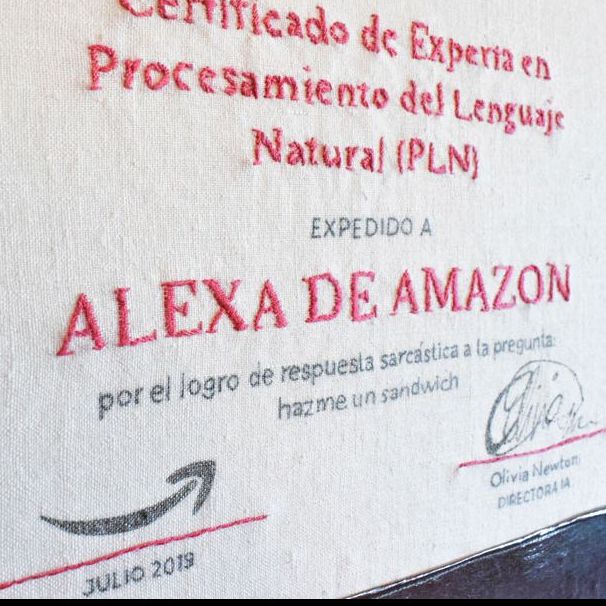 Certificado de Experta en
Procesamiento del Lenguaje
Natural (PLN)
EXPEDIDO A
ALEXA DE AMAZON
por el logro de respuesta sarcástica a la pregunta:
hazme un sandwich
Olivia Newton
DIRECTORA IA
JULIO 2019